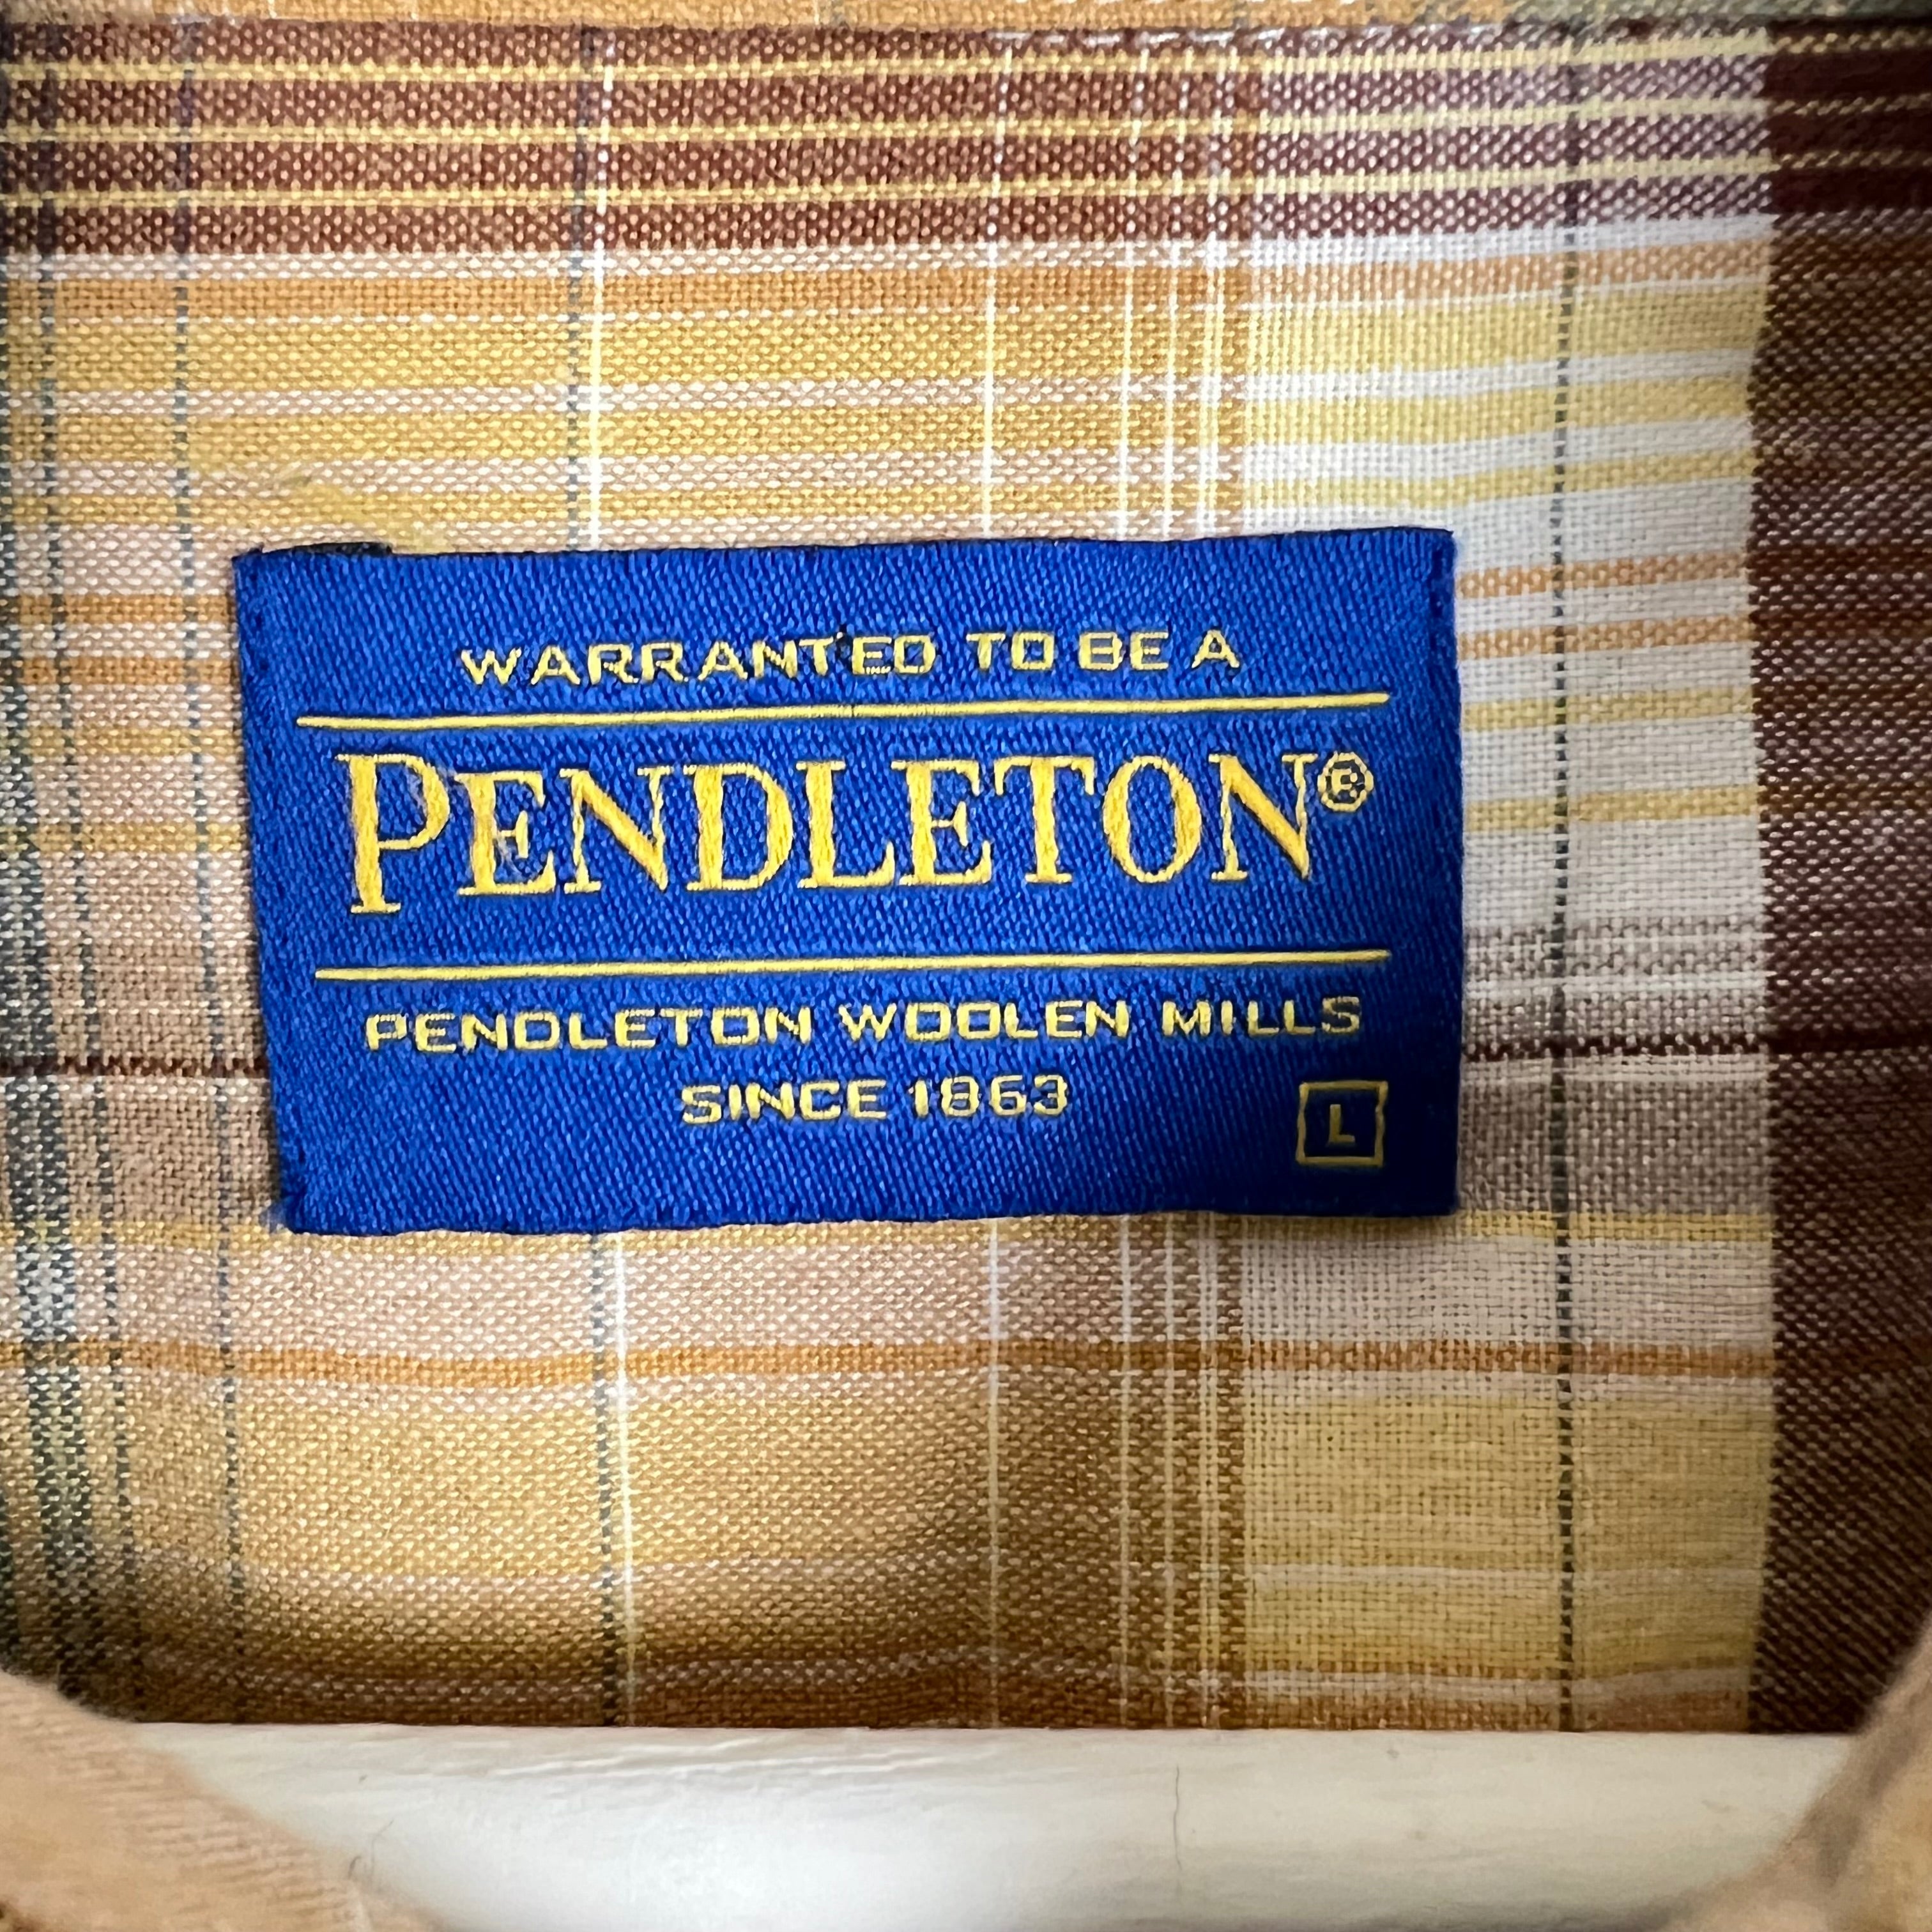 WARRANTED TO BE A
PENDLETON®
PENDLETON WOOLEN MILLS
SINCE 1863
L